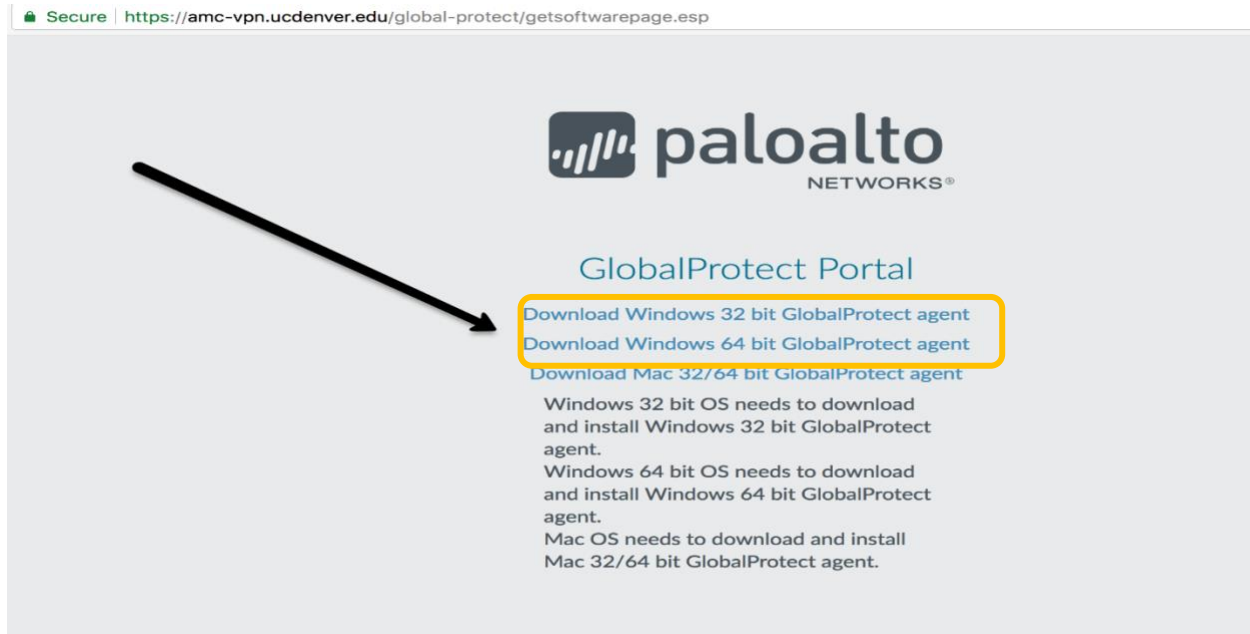 Secure https://amc-vpn.ucdenver.edu/global-protect/getsoftwarepage.esp
paloalto
NETWORKS®
GlobalProtect Portal
Download Windows 32 bit GlobalProtect agent
Download Windows 64 bit GlobalProtect agent
Download Mac 32/64 bit GlobalProtect agent
Windows 32 bit OS needs to download
and install Windows 32 bit GlobalProtect
agent.
Windows 64 bit OS needs to download
and install Windows 64 bit GlobalProtect
agent.
Mac OS needs to download and install
Mac 32/64 bit GlobalProtect agent.